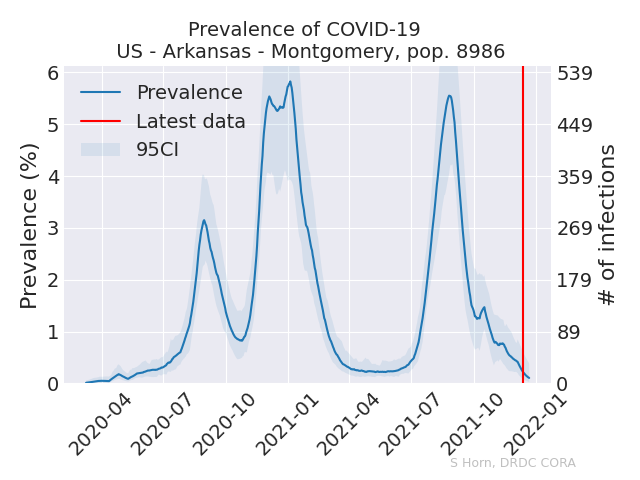 Prevalence of COVID-19
US - Arkansas - Montgomery, pop. 8986
Prevalence
Latest data
95CI
Prevalence (%)
6
5
4
3
2
1
0
# of infections
539
449
359
269
179
89
0
2020-04
2020-07
2020-10
2021-01
2021-04
2021-07
2021-10
2022-01
S Horn, DRDC CORA